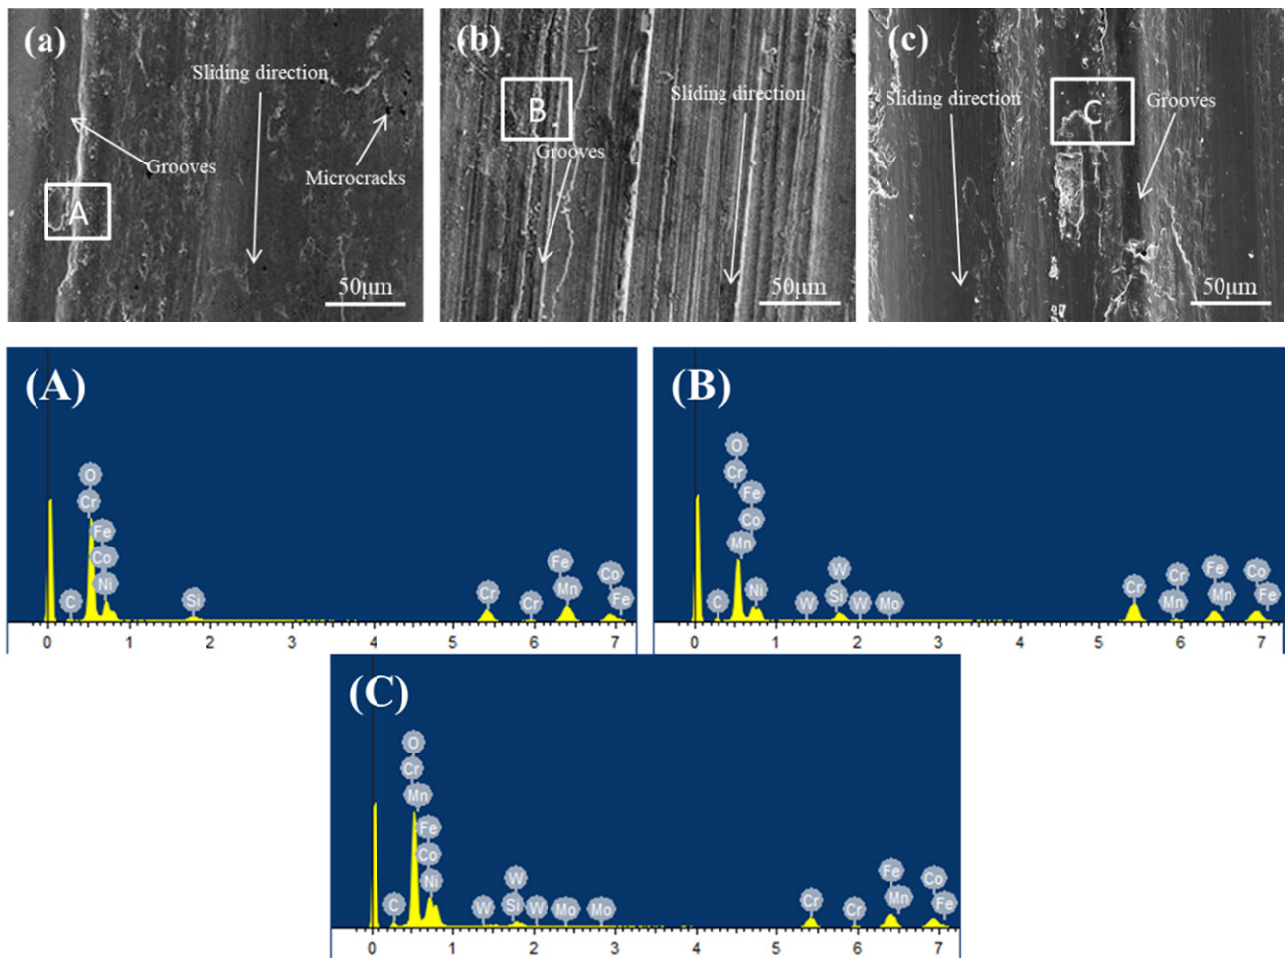 (a)
Sliding direction
Grooves
Microcracks
A
50μm
(b)
B
Sliding direction
Grooves
50μm
(c)
C
Sliding direction
Grooves
50μm
(A)
O
Cr
Fe
Co
Ni
C
Si
Cr
Cr
Fe
Mn
Co
Fe
0 1 2 3 4 5 6 7
(B)
O
Cr
Fe
Co
Mn
Ni
C
W
W
Si
W
Mo
Cr
Cr
Mn
Fe
Mn
Co
Fe
0 1 2 3 4 5 6 7
(C)
O
Cr
Mn
Fe
Co
Ni
C
W
W
Si
W
Mo
Mo
Cr
Cr
Fe
Mn
Co
Fe
0 1 2 3 4 5 6 7